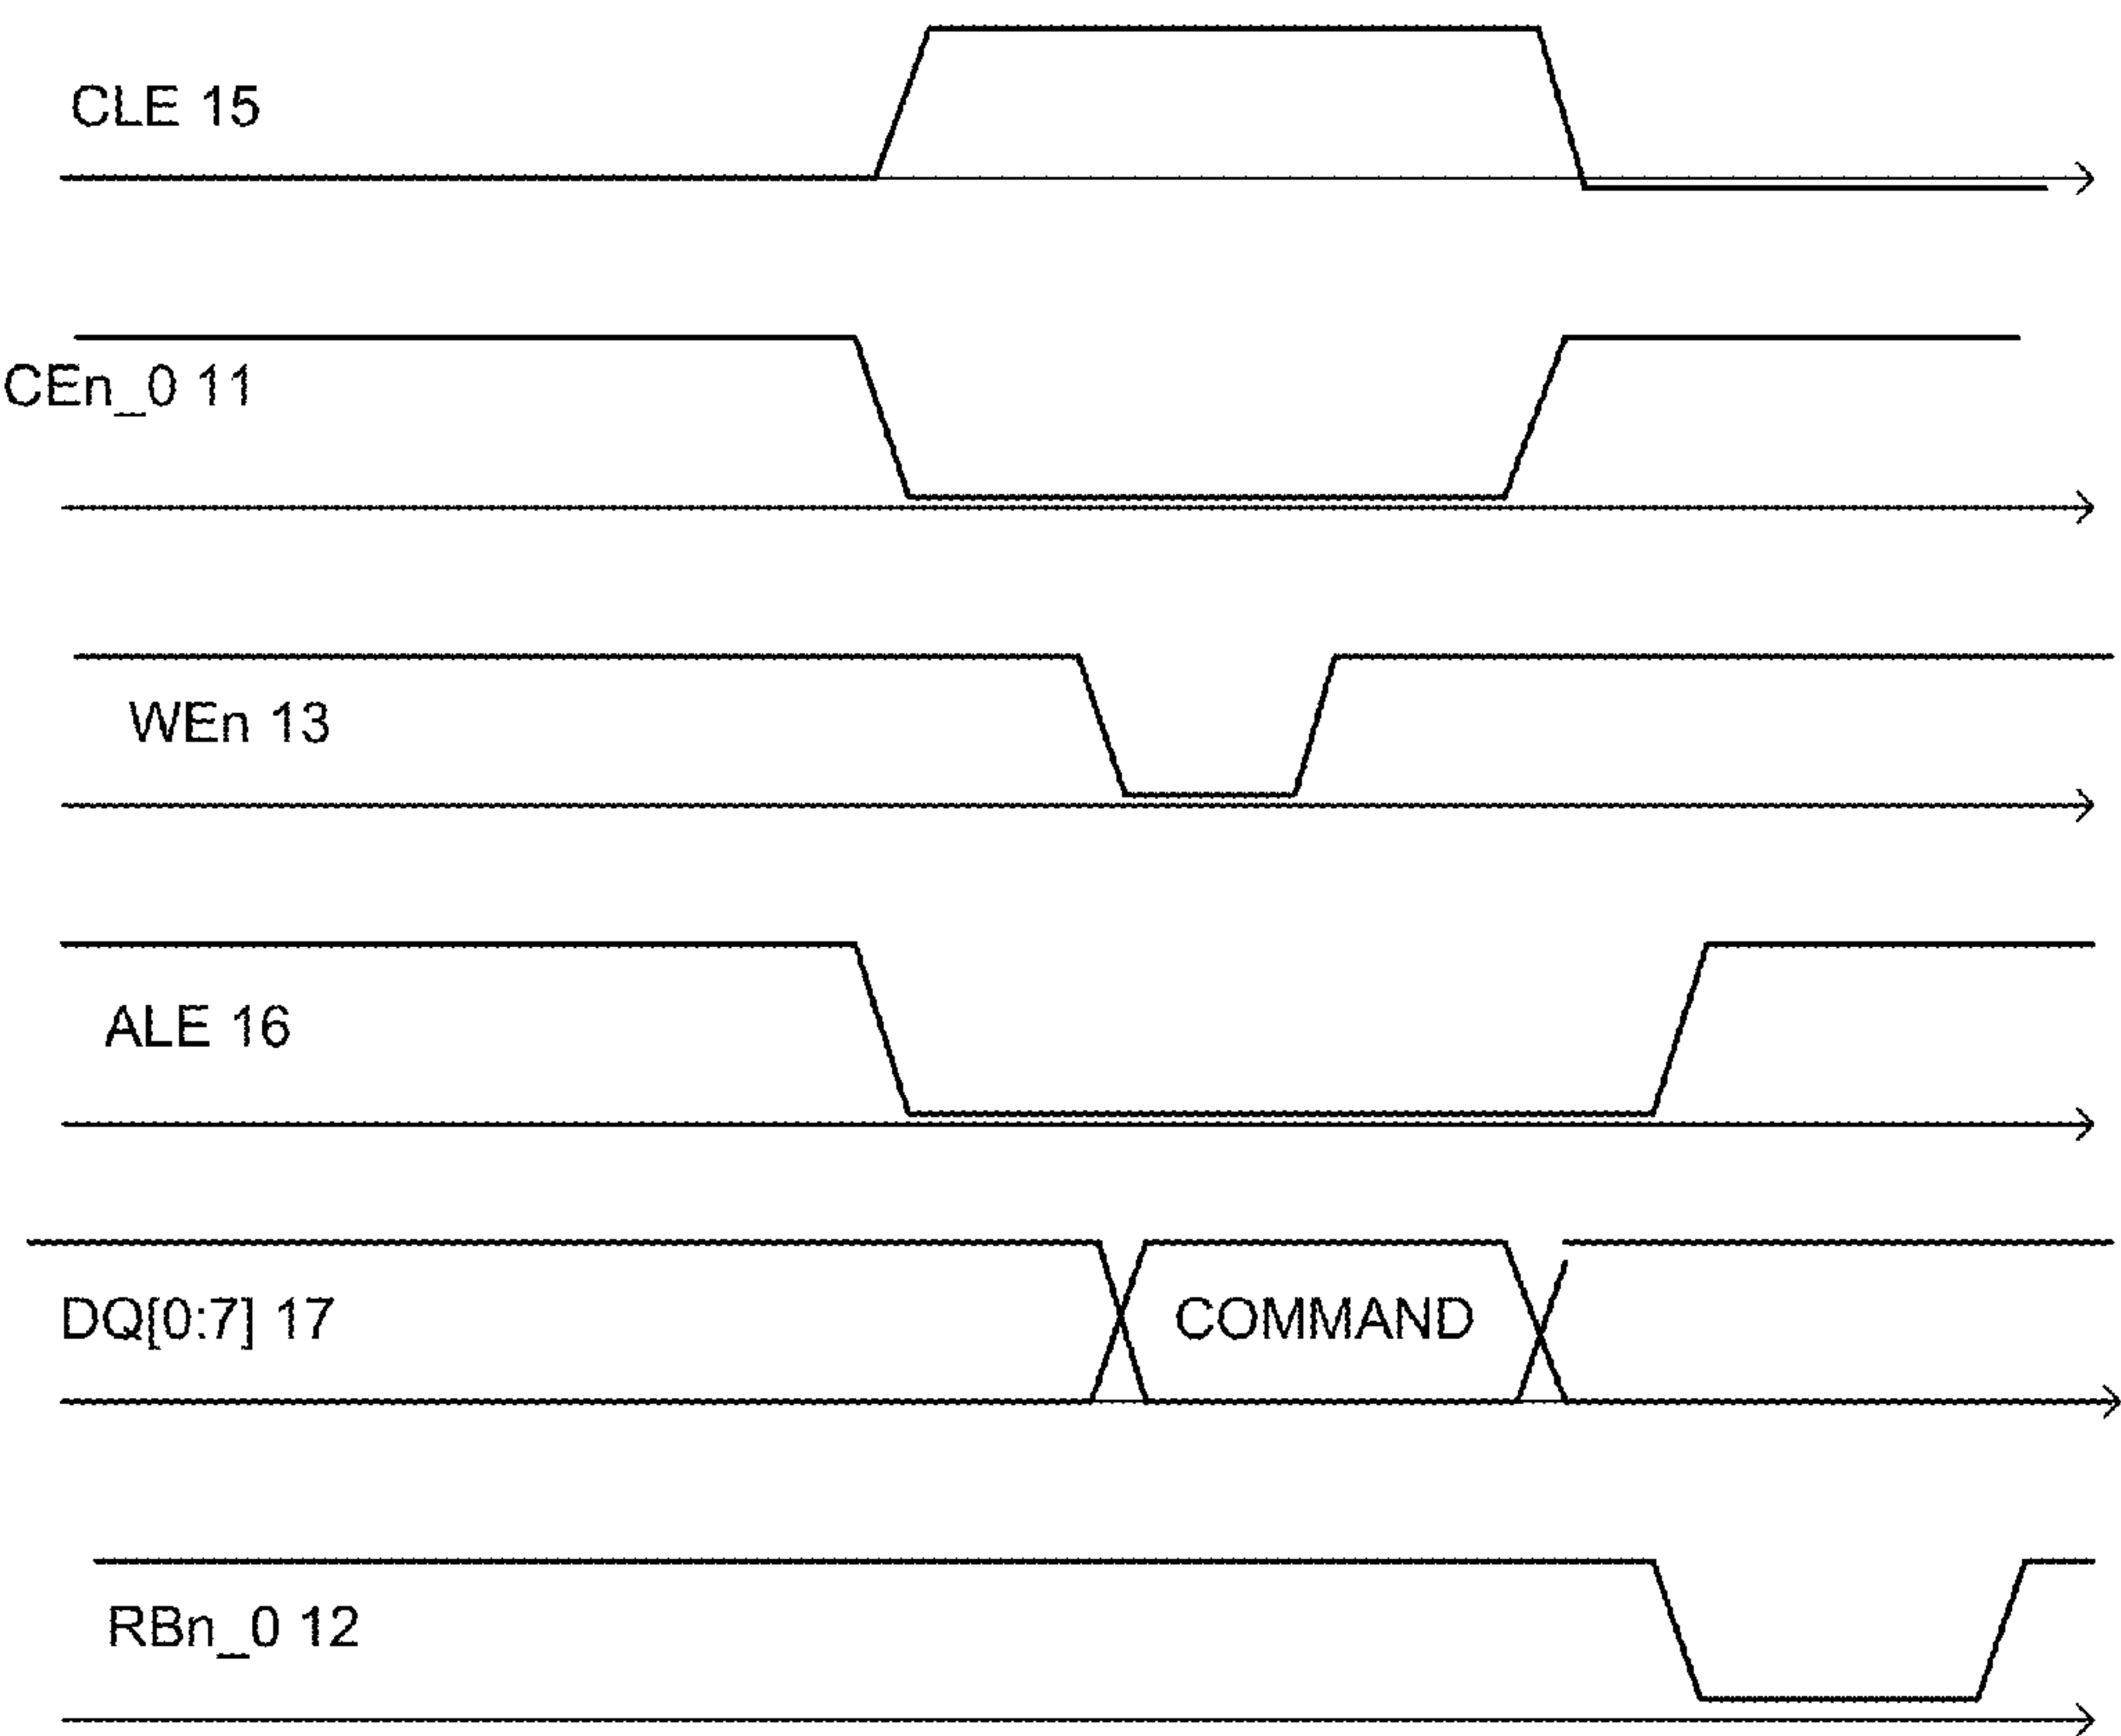 CLE 15
CEn_0 11
WEn 13
ALE 16
DQ[0:7] 17
COMMAND
RBn_0 12